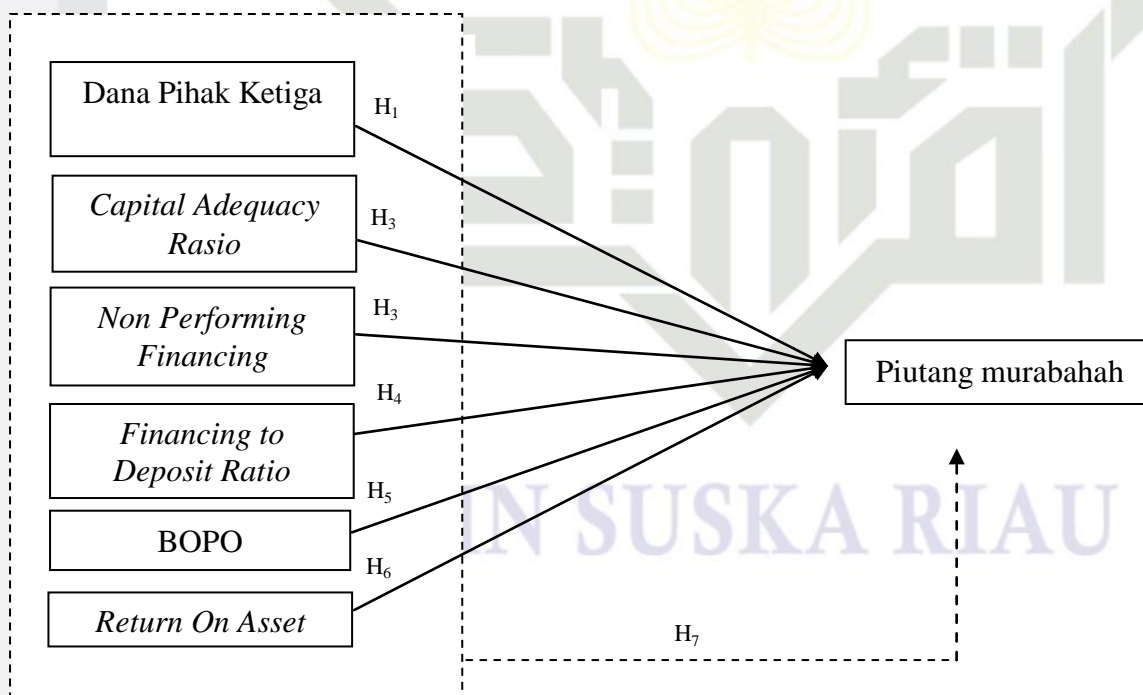 Dana Pihak Ketiga
H₁
Capital Adequacy
Rasio
H₃
Non Performing
Financing
H₃
Financing to
Deposit Ratio
H₄
BOPO
H₅
Return On Asset
H₆
Piutang murabahah
IN SUSKA RIAU
H₇